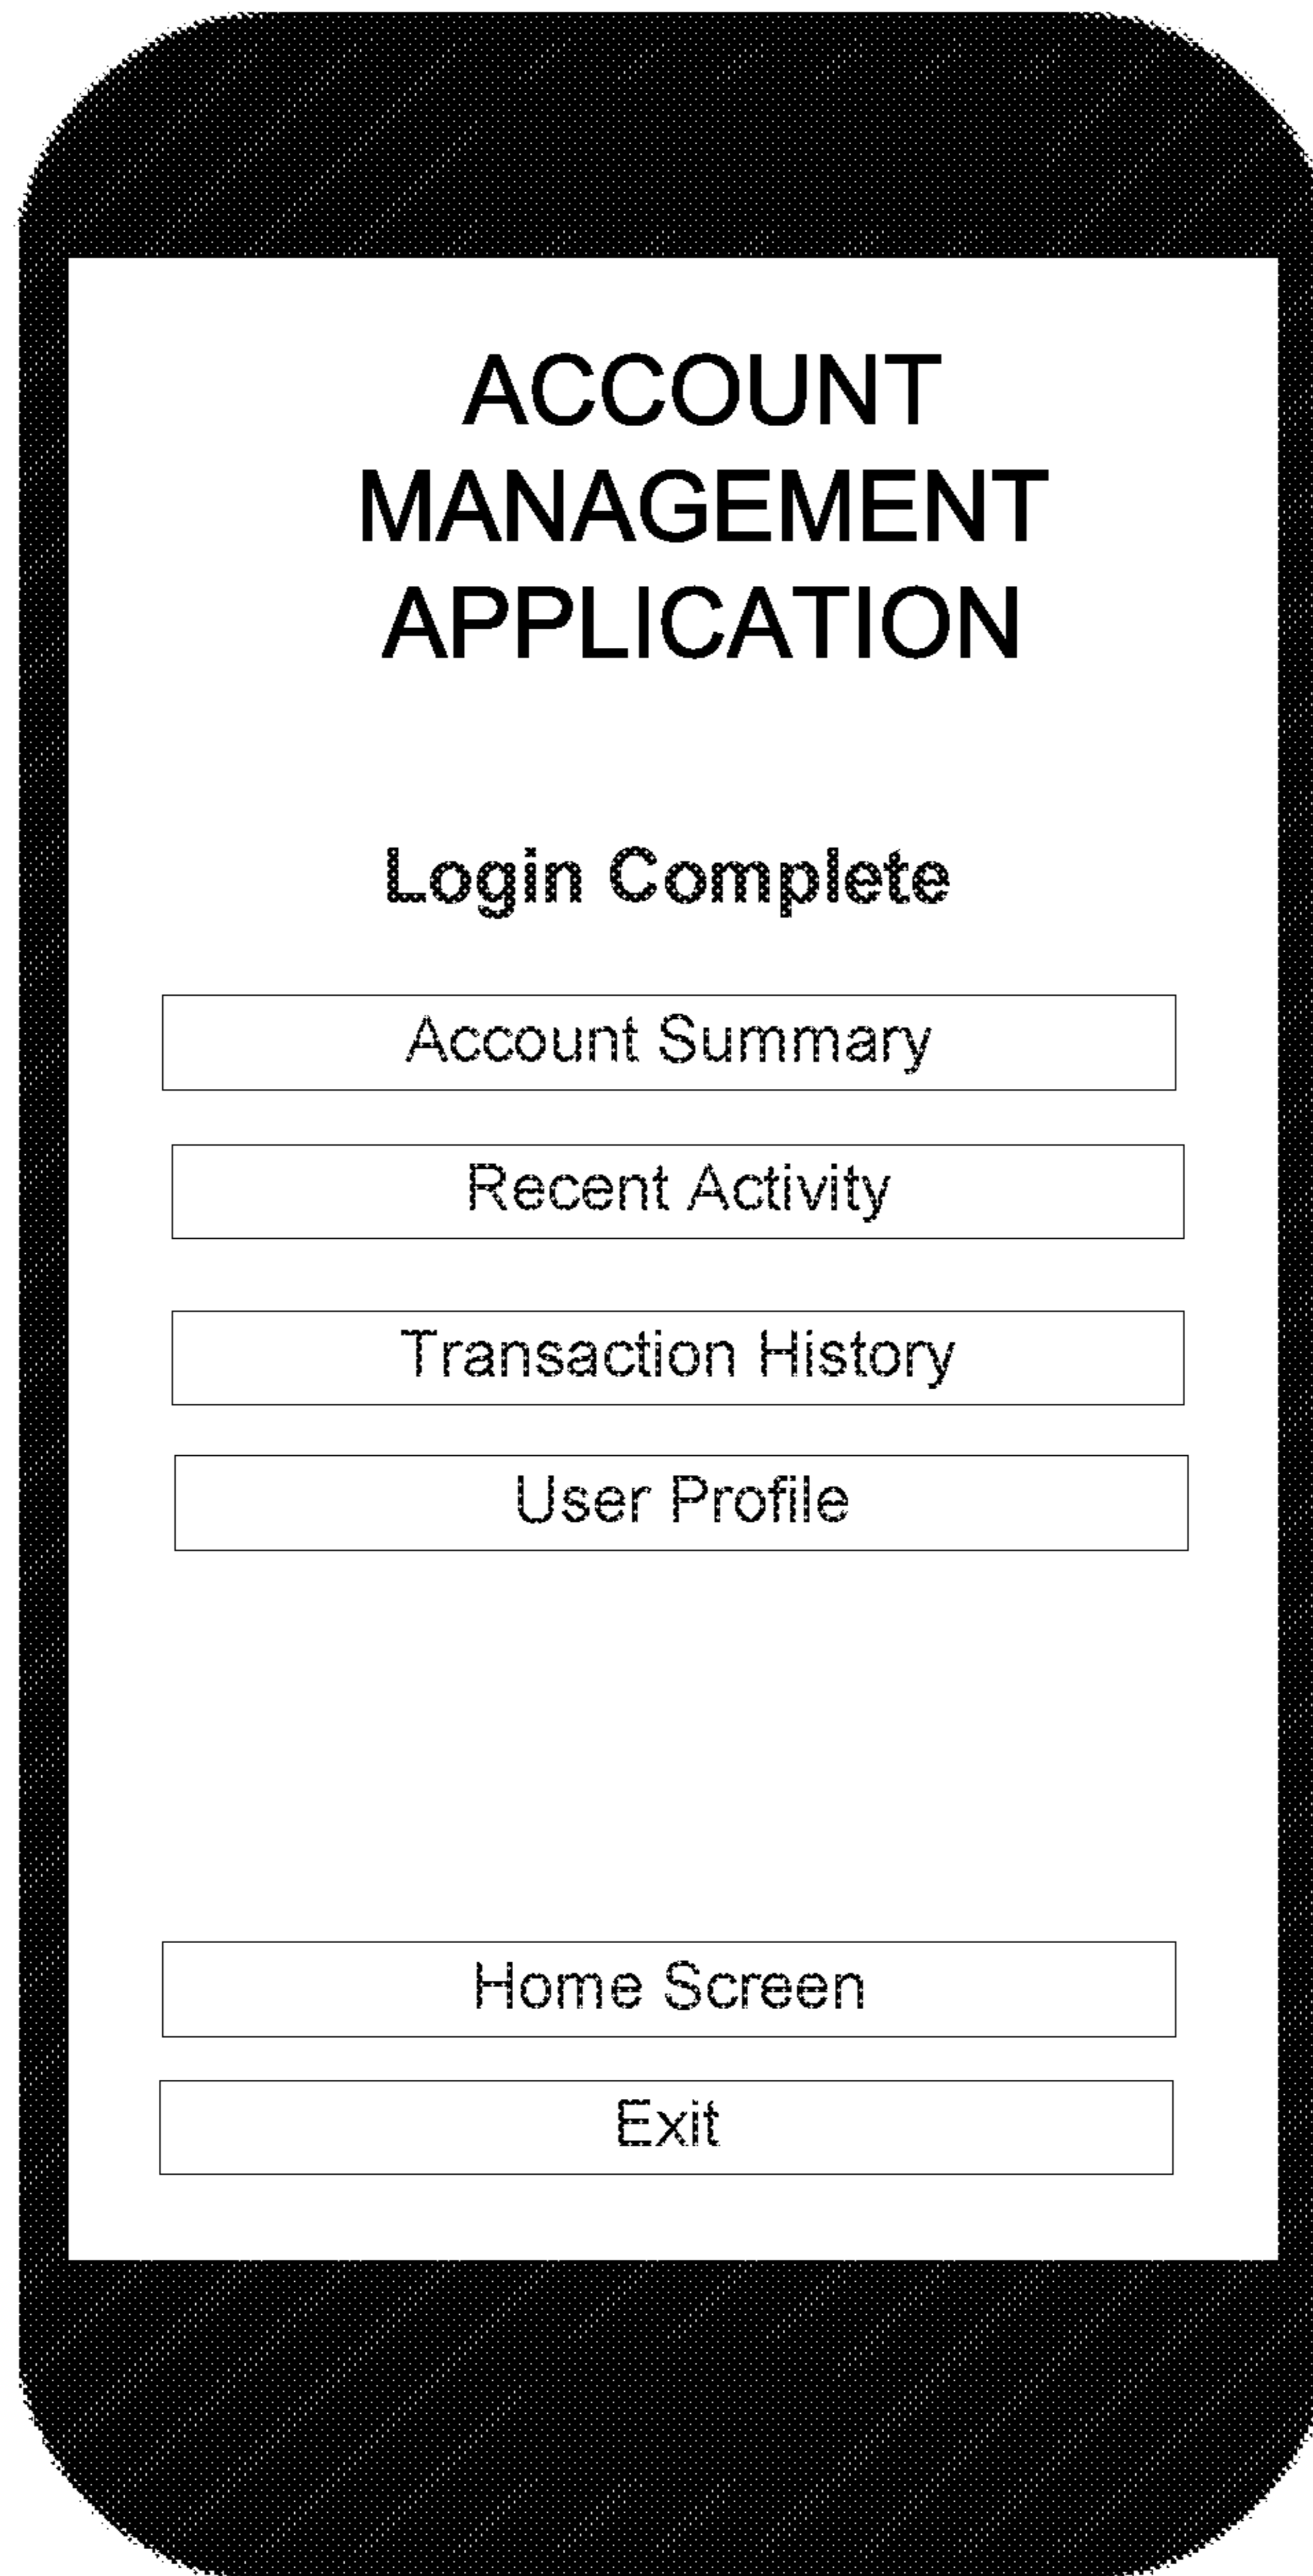 ACCOUNT
MANAGEMENT
APPLICATION
Login Complete
Account Summary
Recent Activity
Transaction History
User Profile
Home Screen
Exit